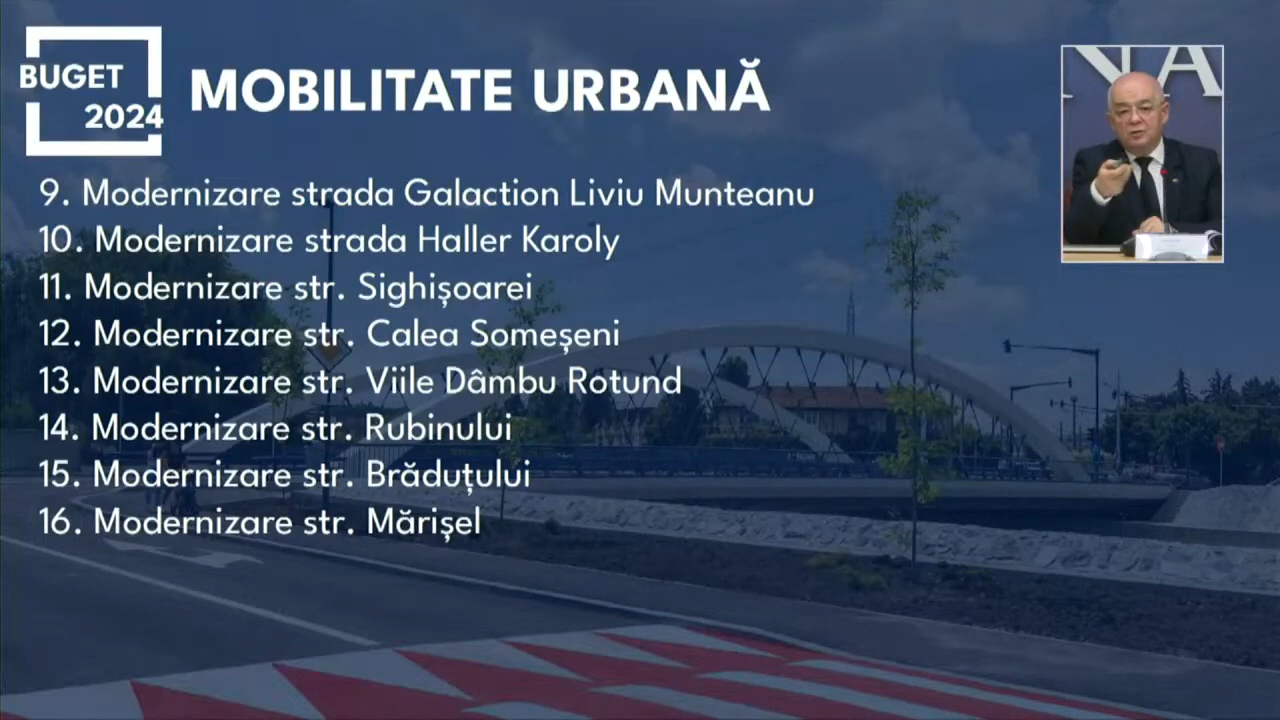 BUGET
2024
MOBILITATE URBANĂ
NA
9. Modernizare strada Galaction Liviu Munteanu
10. Modernizare strada Haller Karoly
11. Modernizare str. Sighișoarei
12. Modernizare str. Calea Someșeni
13. Modernizare str. Viile Dâmbu Rotund
14. Modernizare str. Rubinului
15. Modernizare str. Brăduțului
16. Modernizare str. Mărișel